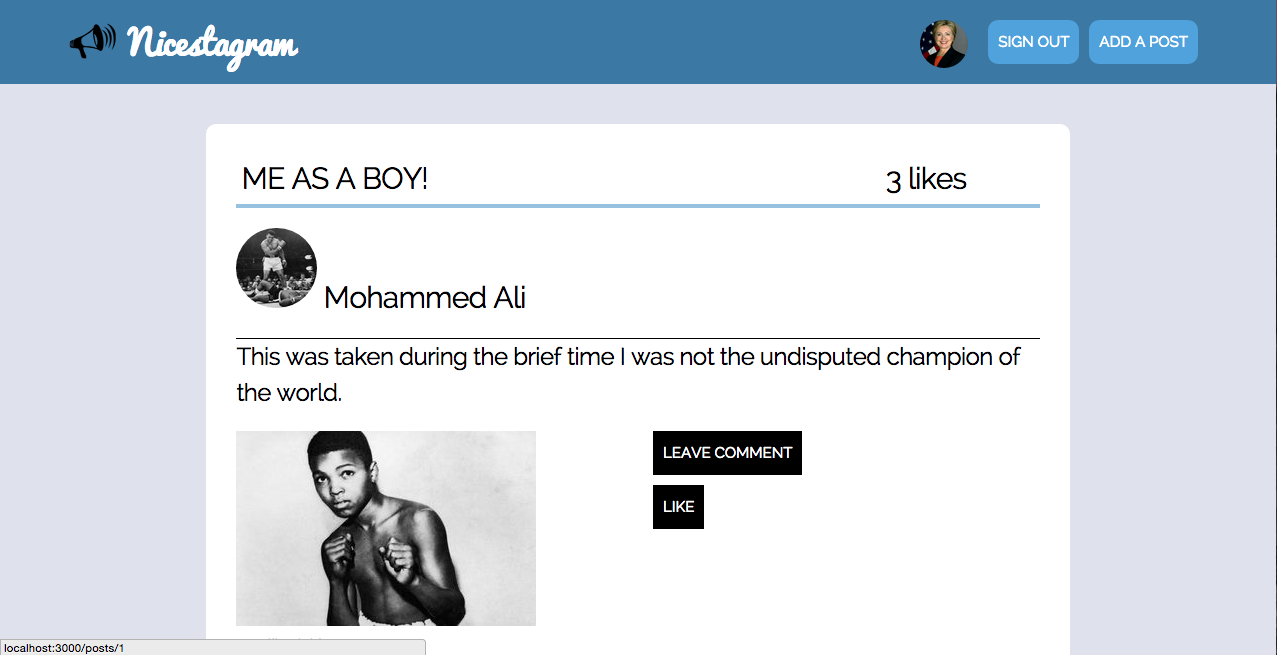 Nicestagram
SIGN OUT
ADD A POST
ME AS A BOY!
3 likes
Mohammed Ali
This was taken during the brief time I was not the undisputed champion of
the world.
LEAVE COMMENT
LIKE
localhost:3000/posts/1